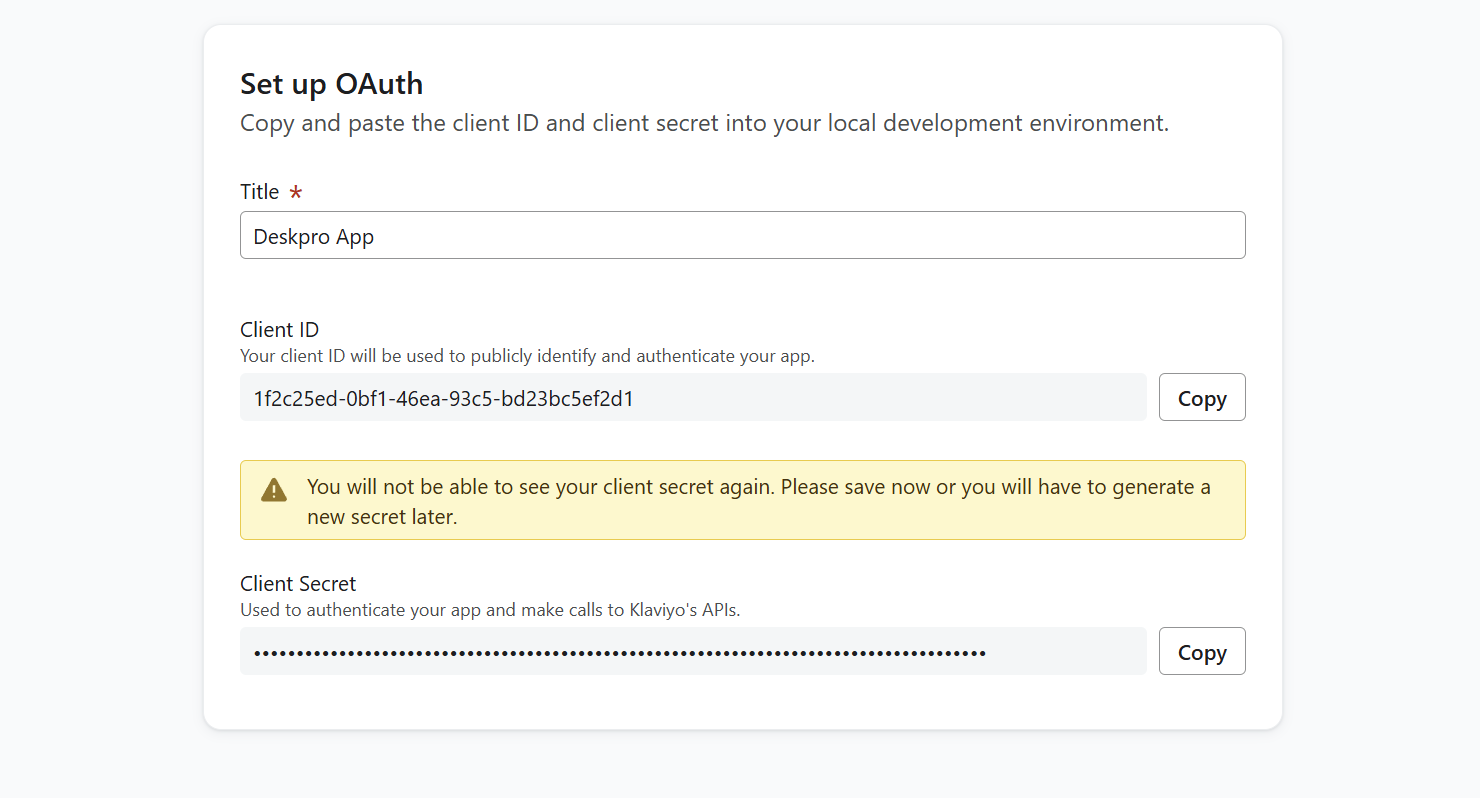 Set up OAuth
Copy and paste the client ID and client secret into your local development environment.
Title *
Deskpro App
Client ID
Your client ID will be used to publicly identify and authenticate your app.
1f2c25ed-0bf1-46ea-93c5-bd23bc5ef2d1
Copy
You will not be able to see your client secret again. Please save now or you will have to generate a
new secret later.
Client Secret
Used to authenticate your app and make calls to Klaviyo's APIs.
Copy